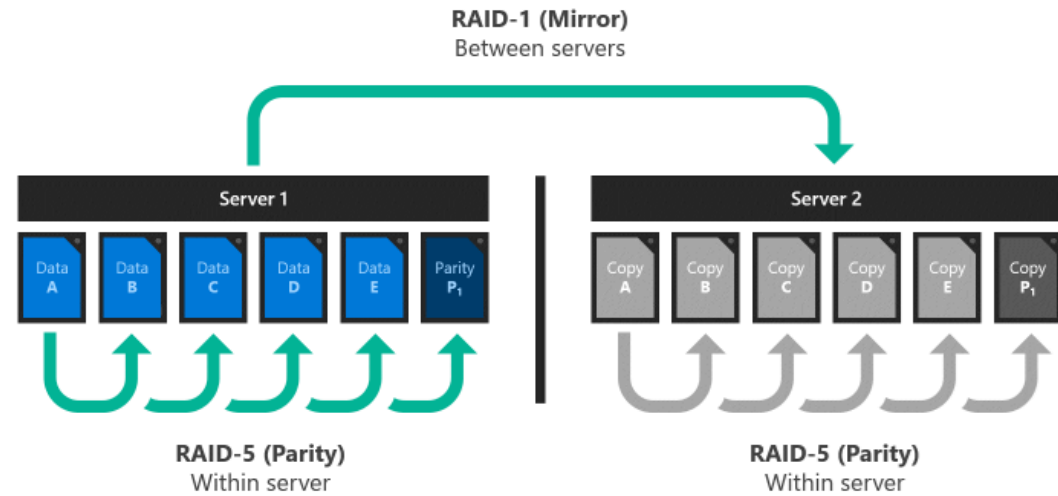 RAID-1 (Mirror)
Between servers
Server 1
Server 2
Data
A
Data
B
Data
C
Data
D
Data
E
Parity
P₁
Copy
A
Copy
B
Copy
C
Copy
D
Copy
E
Copy
P₁
RAID-5 (Parity)
Within server
RAID-5 (Parity)
Within server